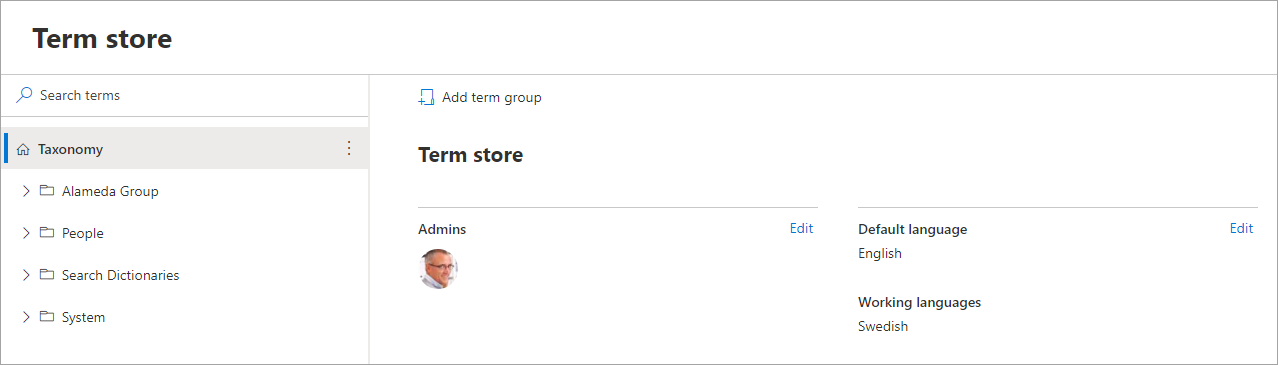 Term store
Search terms
Taxonomy
Alameda Group
People
Search Dictionaries
System
Add term group
Term store
Admins
Edit
Default language
Edit
English
Working languages
Swedish